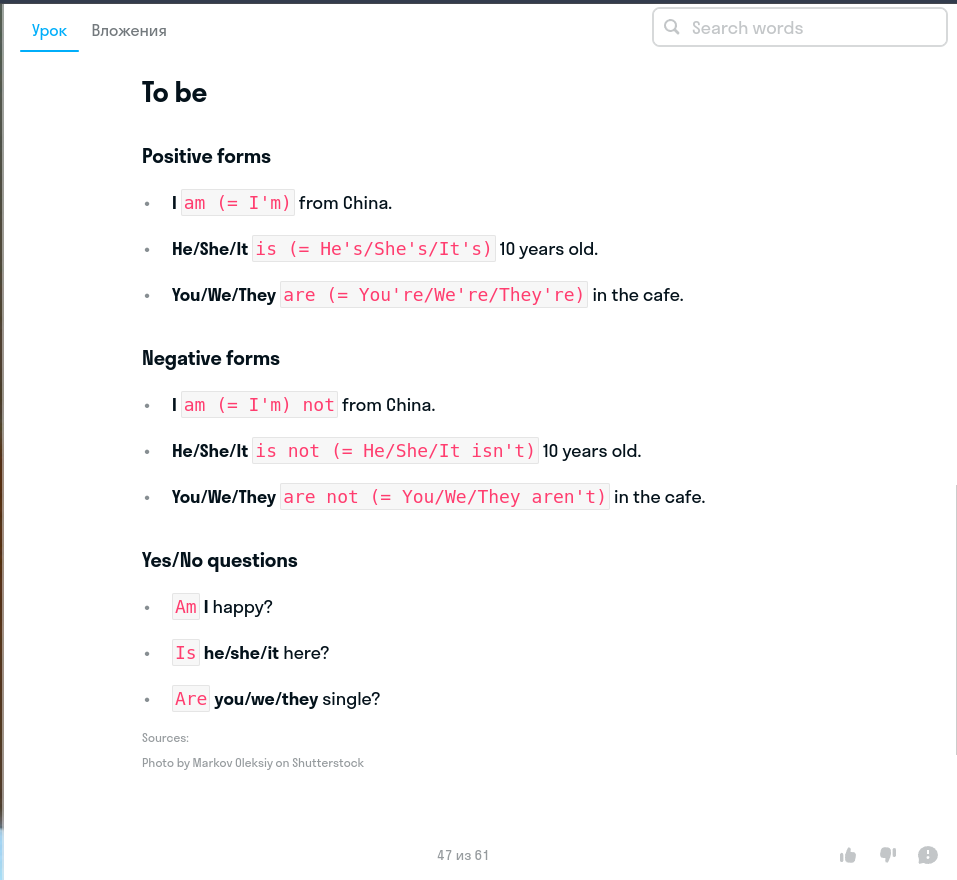 Урок Вложения
Search words
To be
Positive forms
• I am (= I'm) from China.
• He/She/It is (= He's/She's/It's) 10 years old.
• You/We/They are (= You're/We're/They're) in the cafe.
Negative forms
• I am (= I'm) not from China.
• He/She/It is not (= He/She/It isn't) 10 years old.
• You/We/They are not (= You/We/They aren't) in the cafe.
Yes/No questions
• Am I happy?
• Is he/she/it here?
• Are you/we/they single?
Sources:
Photo by Markov Oleksiy on Shutterstock
47 из 61